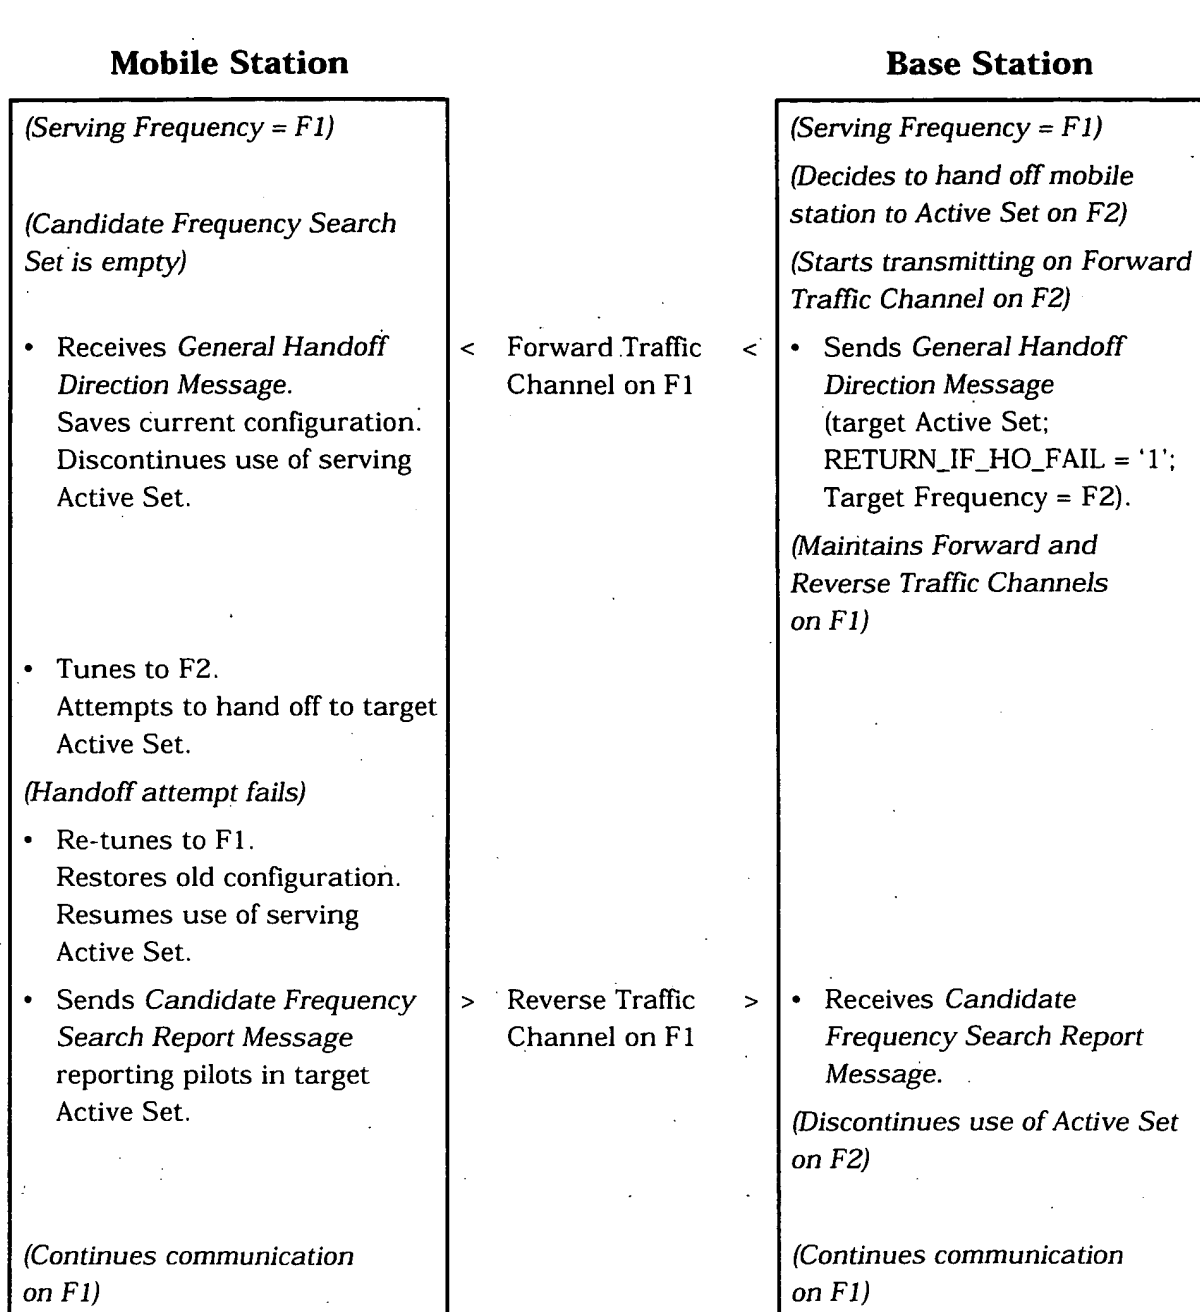 Mobile Station
Base Station
(Serving Frequency = F1)
(Candidate Frequency Search
Set is empty)
• Receives General Handoff
Direction Message.
Saves current configuration.
Discontinues use of serving
Active Set.
• Tunes to F2.
Attempts to hand off to target
Active Set.
(Handoff attempt fails)
• Re-tunes to F1.
Restores old configuration.
Resumes use of serving
Active Set.
• Sends Candidate Frequency
Search Report Message
reporting pilots in target
Active Set.
(Continues communication
on F1)
< Forward Traffic <
Channel on F1
> Reverse Traffic >
Channel on F1
(Serving Frequency = F1)
(Decides to hand off mobile
station to Active Set on F2)
(Starts transmitting on Forward
Traffic Channel on F2)
• Sends General Handoff
Direction Message
(target Active Set;
RETURN_IF_HO_FAIL = ‘1’;
Target Frequency = F2).
(Maintains Forward and
Reverse Traffic Channels
on F1)
• Receives Candidate
Frequency Search Report
Message.
(Discontinues use of Active Set
on F2)
(Continues communication
on F1)